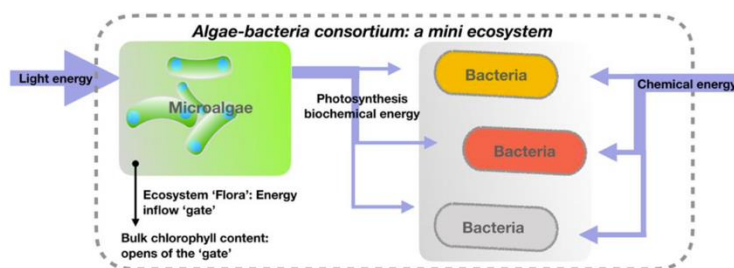 Algae-bacteria consortium: a mini ecosystem
Light energy
Microalgae
Photosynthesis
biochemical energy
Bacteria
Chemical energy
Bacteria
Bacteria
Ecosystem 'Flora': Energy
inflow 'gate'
Bulk chlorophyll content:
opens of the 'gate'